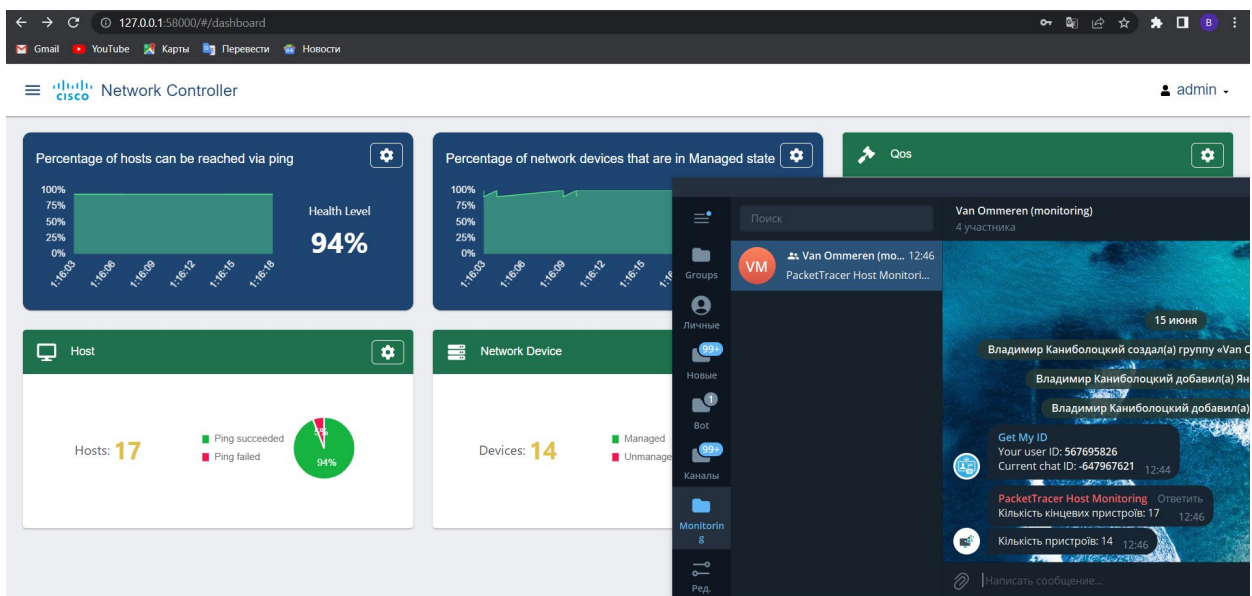 127.0.0.1:58000/#/dashboard
Gmail YouTube Карты Перевести Новости
cisco Network Controller
admin
Percentage of hosts can be reached via ping
100%
75%
50%
25%
0%
1:16:03 1:16:06 1:16:09 1:16:12 1:16:15 1:16:18
Health Level
94%
Percentage of network devices that are in Managed state
100%
75%
50%
25%
0%
1:16:03 1:16:06 1:16:09 1:16:12 1:16:15
Qos
Host
Hosts: 17
Ping succeeded
Ping failed
94%
Network Device
Devices: 14
Managed
Unmanage
Groups
Личные
99+
Новые
1
Bot
99+
Каналы
Monitorin
g
Ред.
Поиск
VM
Van Ommeren (mo... 12:46
PacketTracer Host Monitori...
Van Ommeren (monitoring)
4 участника
15 июня
Владимир Каниболоцкий создал(а) группу «Van O
Владимир Каниболоцкий добавил(а) Ян
Владимир Каниболоцкий добавил(а)
Get My ID
Your user ID: 567695826
Current chat ID: -647967621 12:44
PacketTracer Host Monitoring Ответить
Кількість кінцевих пристроїв: 17 12:46
Кількість пристроїв: 14 12:46
Написать сообщение...